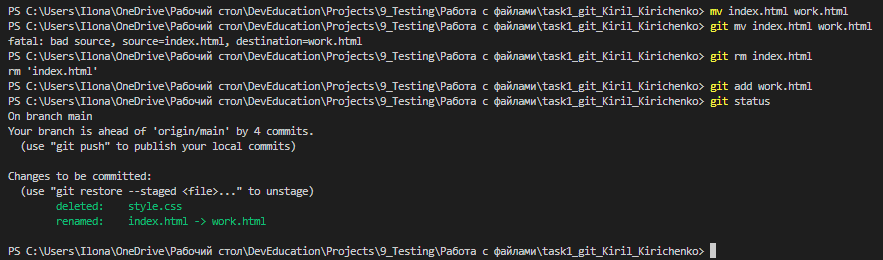 PS C:\Users\Ilona\OneDrive\Рабочий стол\DevEducation\Projects\9_Testing\Работа с файлами\task1_git_Kiril_Kirichenko> mv index.html work.html
PS C:\Users\Ilona\OneDrive\Рабочий стол\DevEducation\Projects\9_Testing\Работа с файлами\task1_git_Kiril_Kirichenko> git mv index.html work.html
fatal: bad source, source=index.html, destination=work.html
PS C:\Users\Ilona\OneDrive\Рабочий стол\DevEducation\Projects\9_Testing\Работа с файлами\task1_git_Kiril_Kirichenko> git rm index.html
rm 'index.html'
PS C:\Users\Ilona\OneDrive\Рабочий стол\DevEducation\Projects\9_Testing\Работа с файлами\task1_git_Kiril_Kirichenko> git add work.html
PS C:\Users\Ilona\OneDrive\Рабочий стол\DevEducation\Projects\9_Testing\Работа с файлами\task1_git_Kiril_Kirichenko> git status
On branch main
Your branch is ahead of 'origin/main' by 4 commits.
  (use "git push" to publish your local commits)

Changes to be committed:
  (use "git restore --staged <file>..." to unstage)
        deleted:    style.css
        renamed:    index.html -> work.html

PS C:\Users\Ilona\OneDrive\Рабочий стол\DevEducation\Projects\9_Testing\Работа с файлами\task1_git_Kiril_Kirichenko>